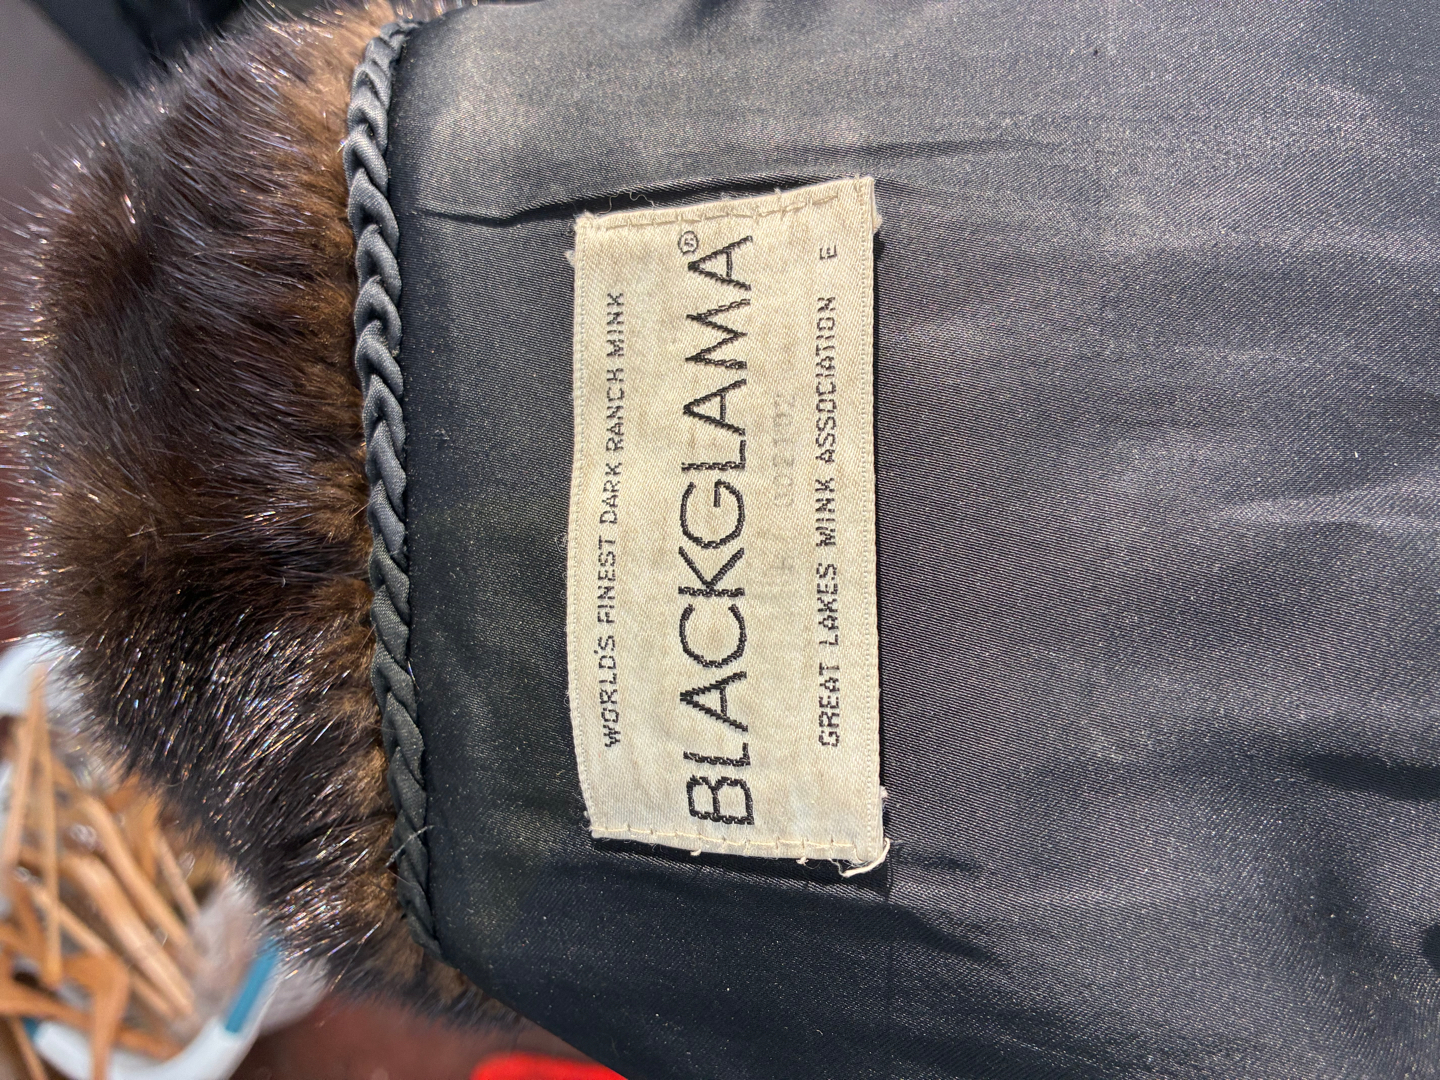 WORLD'S FINEST DARK RANCH MINK
BLACKGLAMA®
GREAT LAKES MINK ASSOCIATION E